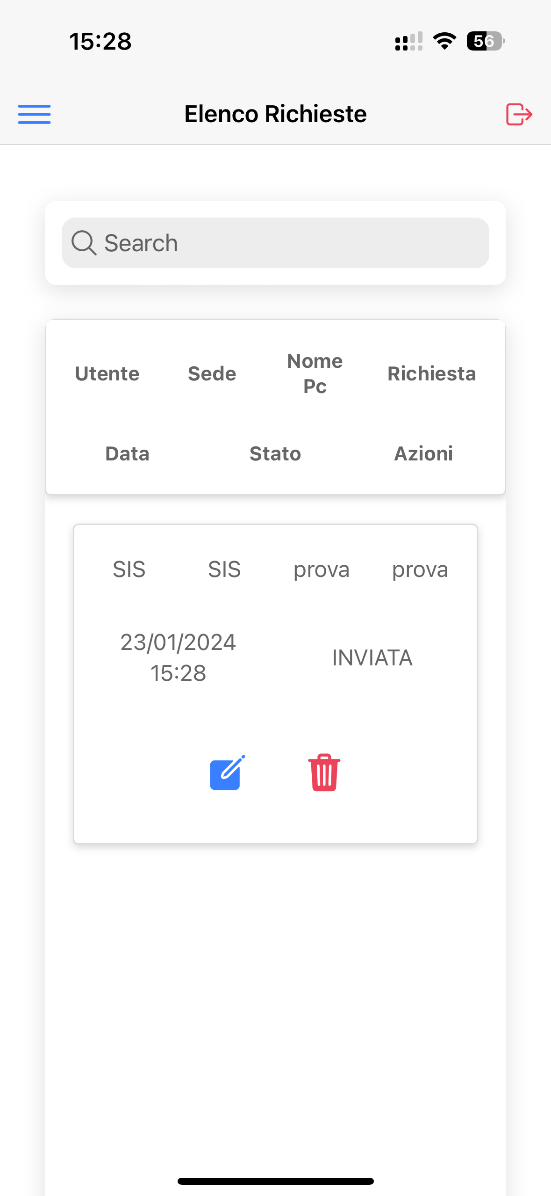 15:28 56
Elenco Richieste
Search
Utente Sede Nome Pc Richiesta
Data Stato Azioni
SIS SIS prova prova
23/01/2024 INVIATA
15:28